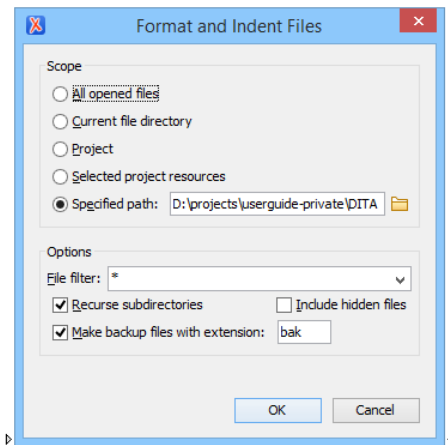 Format and Indent Files
Scope
All opened files
Current file directory
Project
Selected project resources
Specified path: D:\projects\userguide-private\DITA
Options
File filter: *
Recurse subdirectories Include hidden files
Make backup files with extension: bak
OK Cancel